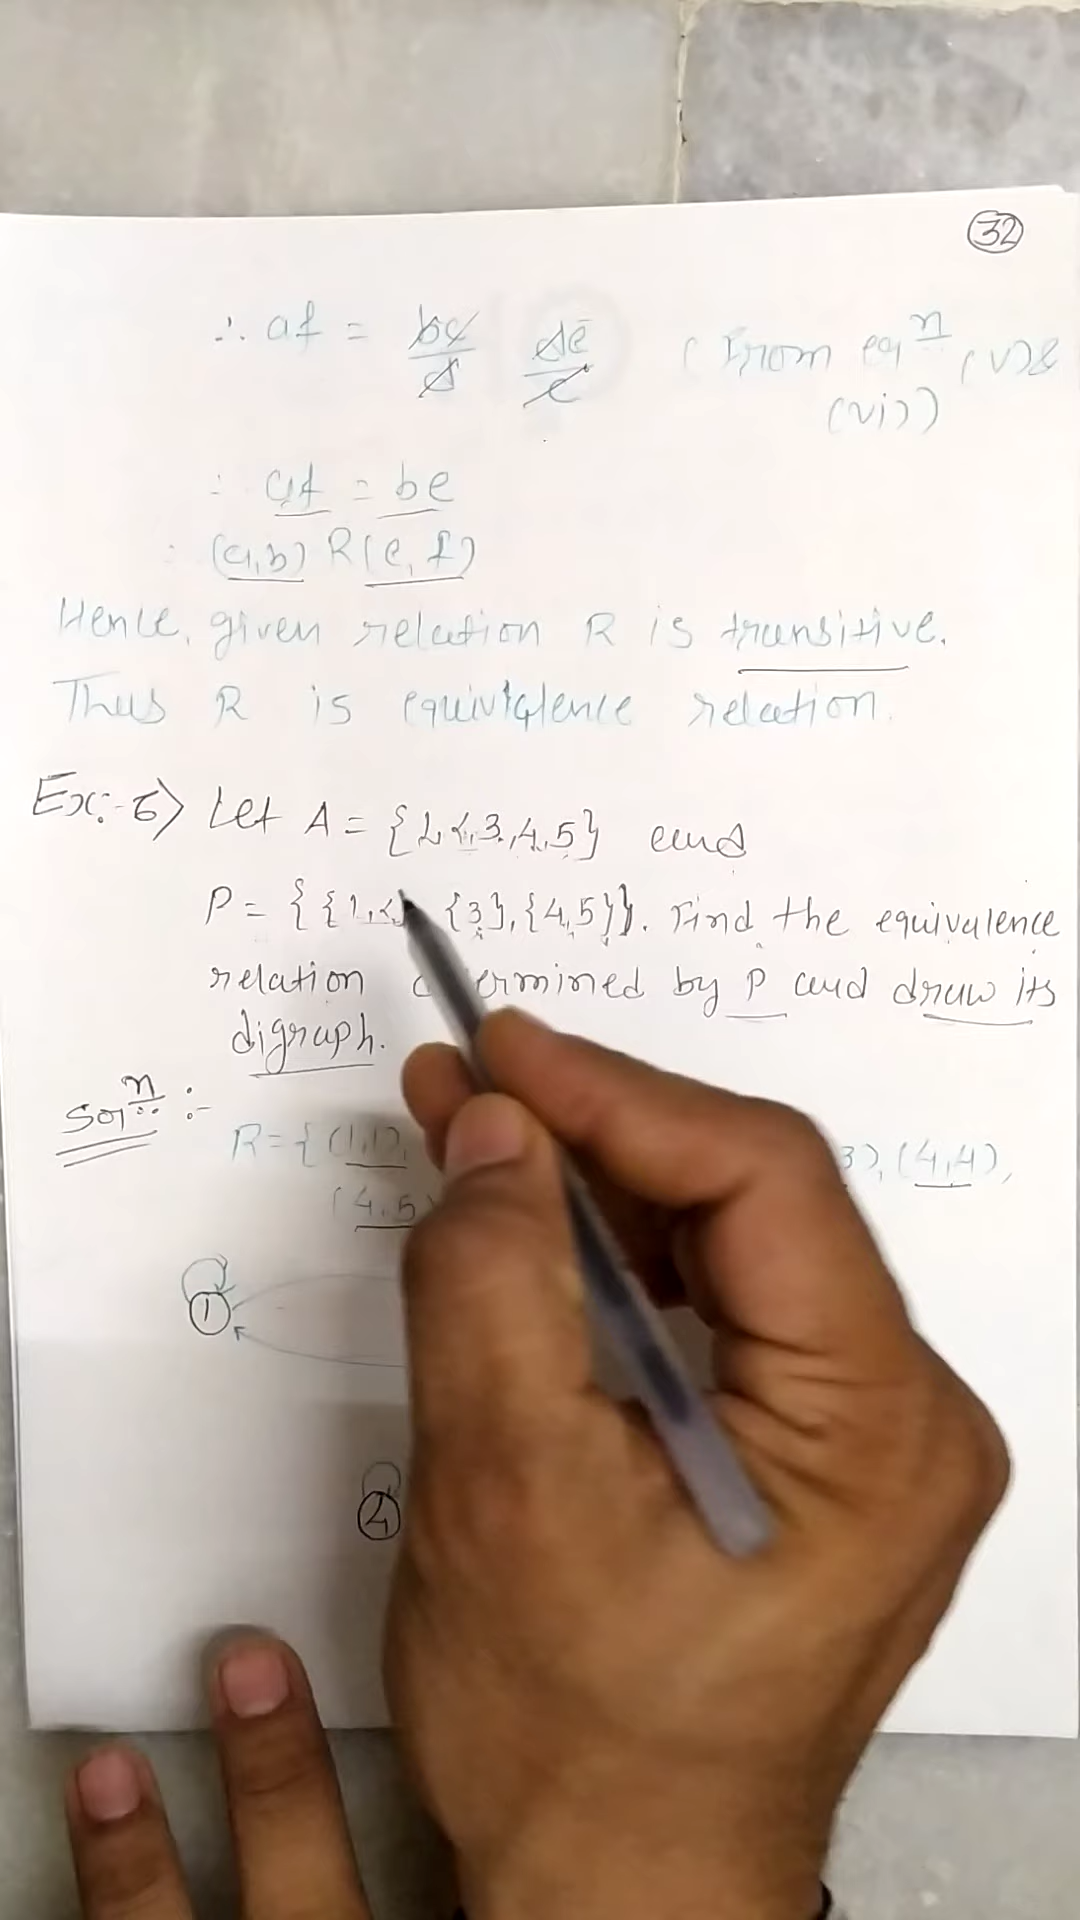 32
∴ af = bc/d de/c (From eqⁿ (v) &
(vi))
∴ af = be
∴ (a,b) R (e, f)
Hence, given relation R is transitive.
Thus R is equivalence relation.
Ex:-6) Let A = {1,2,3,4,5} and
P = {{1,2} {3},{4,5}}. Find the equivalence
relation determined by P and draw its
digraph.
Solⁿ :-
R = { (1,1), 3), (4,4),
(4,5)
1
4